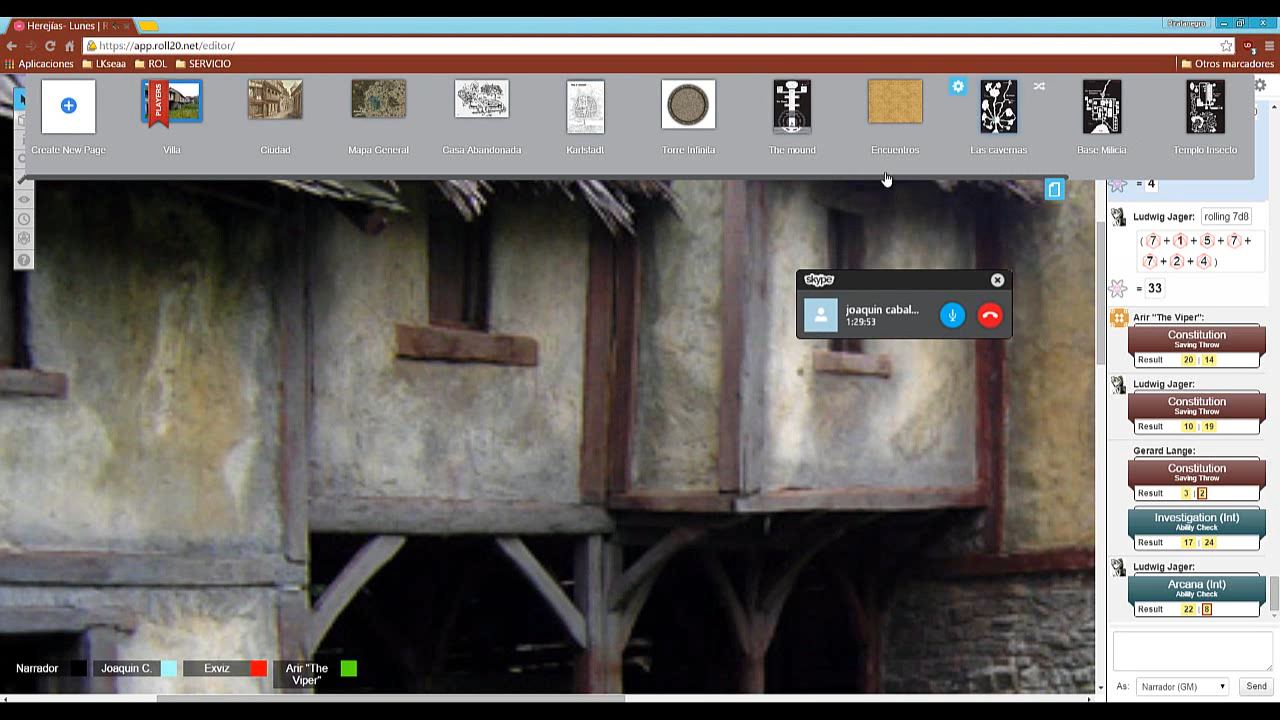 Herejías- Lunes | R
Piratanegro
https://app.roll20.net/editor/
Aplicaciones LKseaa ROL SERVICIO Otros marcadores
PLAYERS
Create New Page Villa Ciudad Mapa General Casa Abandonada Karlstadt Torre Infinita The mound Encuentros Las cavernas Base Milicia Templo Insecto
= 4
Ludwig Jager: rolling 7d8
( 7 + 1 + 5 + 7 +
7 + 2 + 4 )
= 33
skype
joaquin cabal...
1:29:53
Arir "The Viper":
Constitution
Saving Throw
Result 20 | 14
Ludwig Jager:
Constitution
Saving Throw
Result 10 | 19
Gerard Lange:
Constitution
Saving Throw
Result 3 | 2
Investigation (Int)
Ability Check
Result 17 | 24
Ludwig Jager:
Arcana (Int)
Ability Check
Result 22 | 8
Narrador Joaquin C. Exviz Arir "The
Viper"
As: Narrador (GM) Send